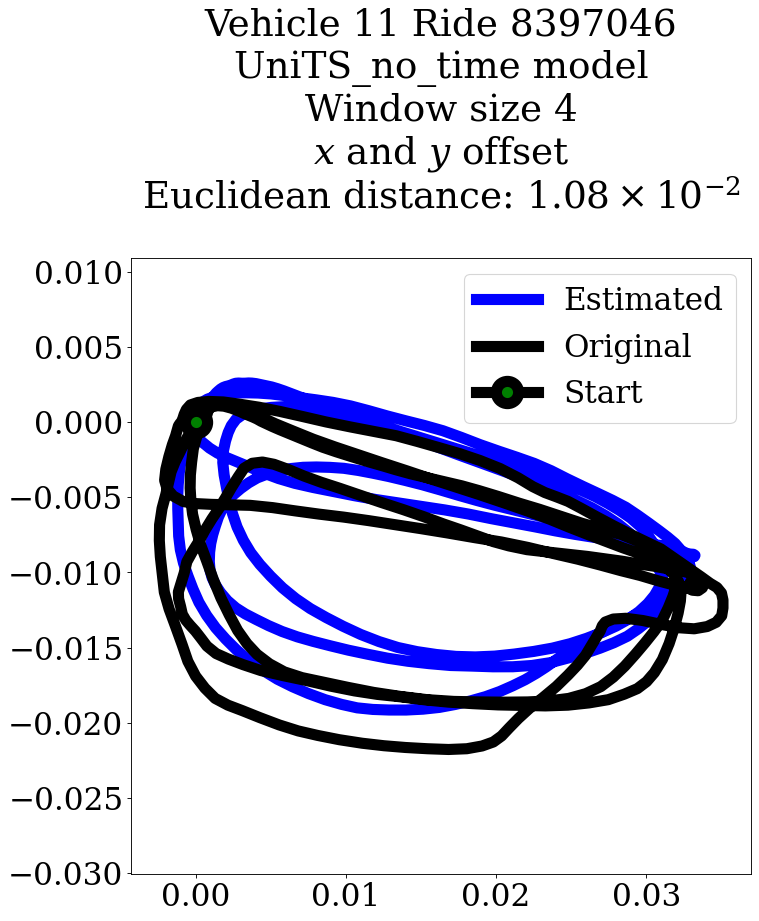 Vehicle 11 Ride 8397046
UniTS_no_time model
Window size 4
x and y offset
Euclidean distance: 1.08 × 10⁻²
Estimated
Original
Start
0.010
0.005
0.000
−0.005
−0.010
−0.015
−0.020
−0.025
−0.030
0.00 0.01 0.02 0.03